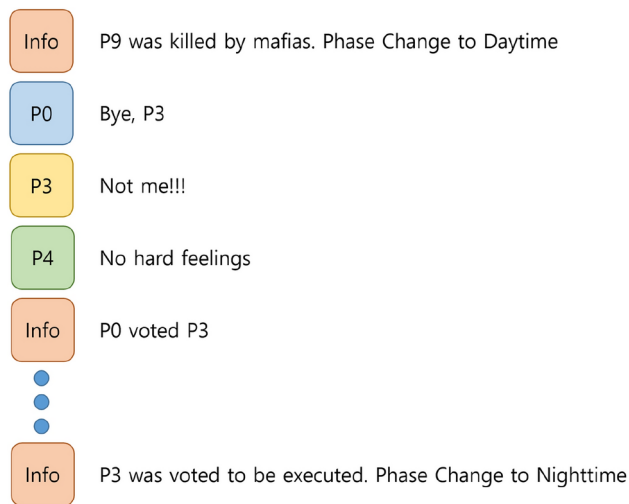 Info P9 was killed by mafias. Phase Change to Daytime
P0 Bye, P3
P3 Not me!!!
P4 No hard feelings
Info P0 voted P3
Info P3 was voted to be executed. Phase Change to Nighttime